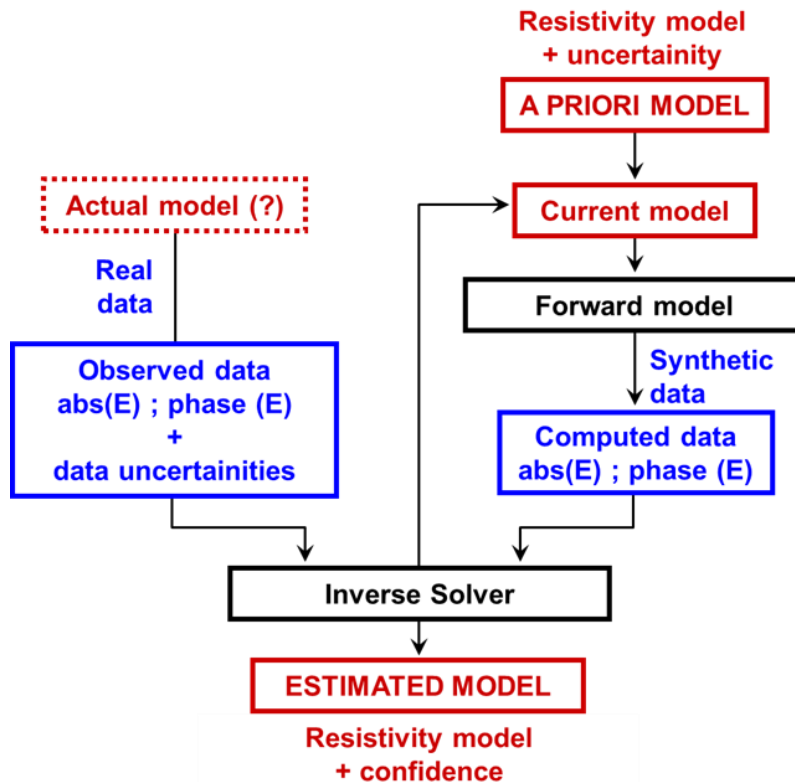 Resistivity model
+ uncertainity
A PRIORI MODEL
Actual model (?)
Current model
Real
data
Forward model
Observed data
abs(E) ; phase (E)
+
data uncertainities
Synthetic
data
Computed data
abs(E) ; phase (E)
Inverse Solver
ESTIMATED MODEL
Resistivity model
+ confidence